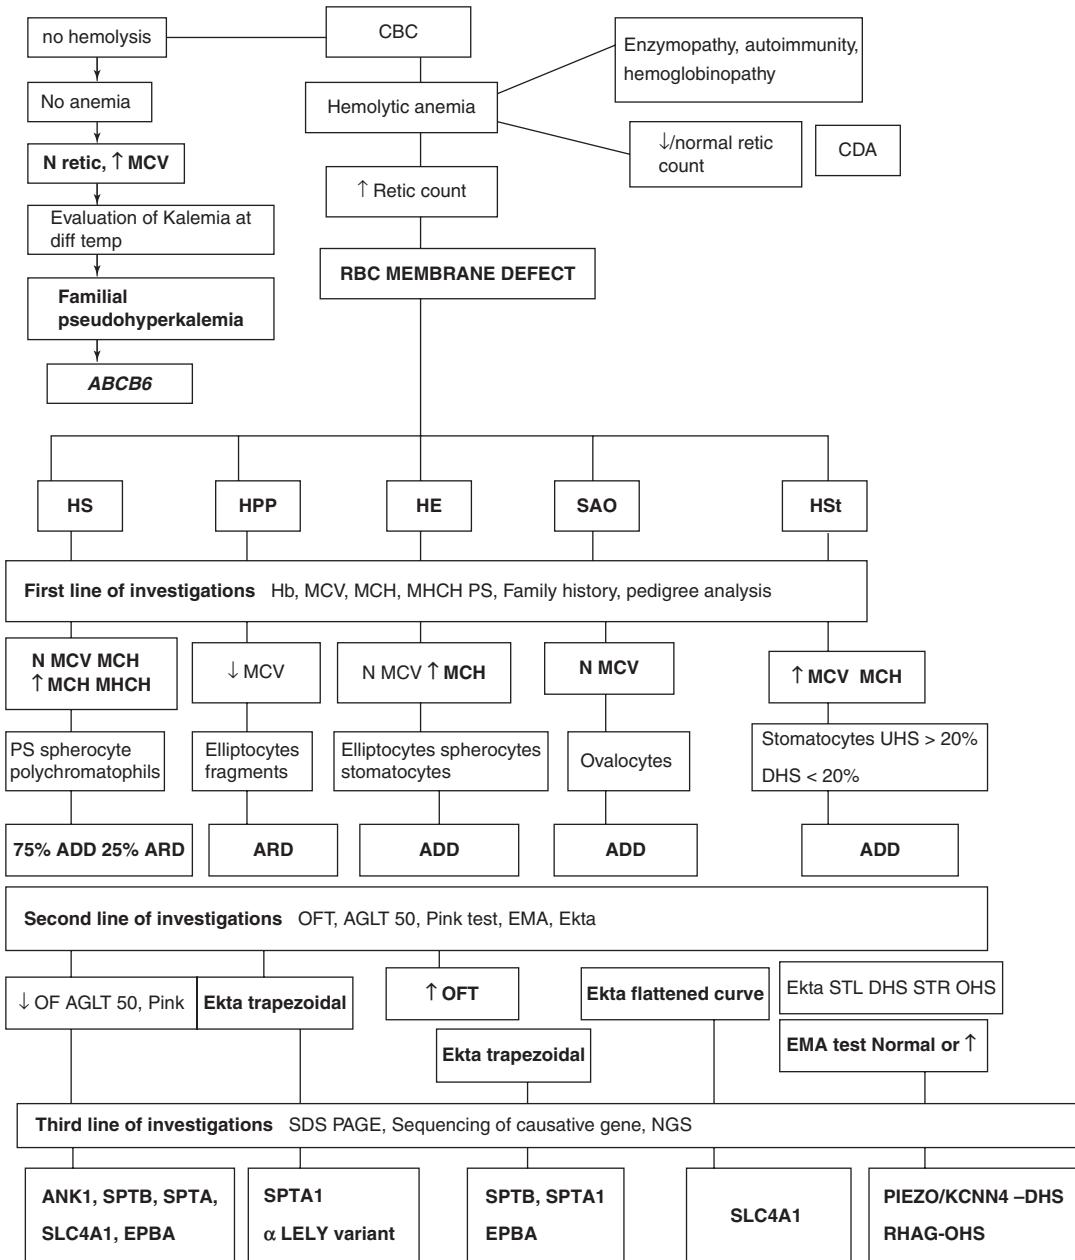 no hemolysis
CBC
Enzymopathy, autoimmunity,
hemoglobinopathy
No anemia
Hemolytic anemia
N retic, ↑ MCV
↓/normal retic
count
CDA
↑ Retic count
Evaluation of Kalemia at
diff temp
RBC MEMBRANE DEFECT
Familial
pseudohyperkalemia
ABCB6
HS
HPP
HE
SAO
HSt
First line of investigations Hb, MCV, MCH, MHCH PS, Family history, pedigree analysis
N MCV MCH
↑ MCH MHCH
↓ MCV
N MCV ↑ MCH
N MCV
↑ MCV MCH
PS spherocyte
polychromatophils
Elliptocytes
fragments
Elliptocytes spherocytes
stomatocytes
Ovalocytes
Stomatocytes UHS > 20%
DHS < 20%
75% ADD 25% ARD
ARD
ADD
ADD
ADD
Second line of investigations OFT, AGLT 50, Pink test, EMA, Ekta
↓ OF AGLT 50, Pink
Ekta trapezoidal
↑ OFT
Ekta trapezoidal
Ekta flattened curve
Ekta STL DHS STR OHS
EMA test Normal or ↑
Third line of investigations SDS PAGE, Sequencing of causative gene, NGS
ANK1, SPTB, SPTA,
SLC4A1, EPBA
SPTA1
α LELY variant
SPTB, SPTA1
EPBA
SLC4A1
PIEZO/KCNN4 –DHS
RHAG-OHS